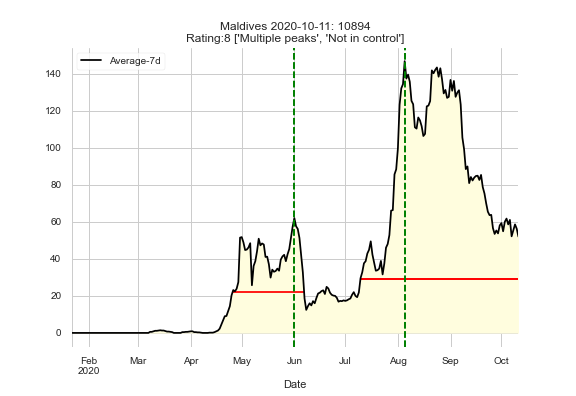 Maldives 2020-10-11: 10894
Rating:8 ['Multiple peaks', 'Not in control']
Average-7d
140
120
100
80
60
40
20
0
Feb Mar Apr May Jun Jul Aug Sep Oct
2020
Date